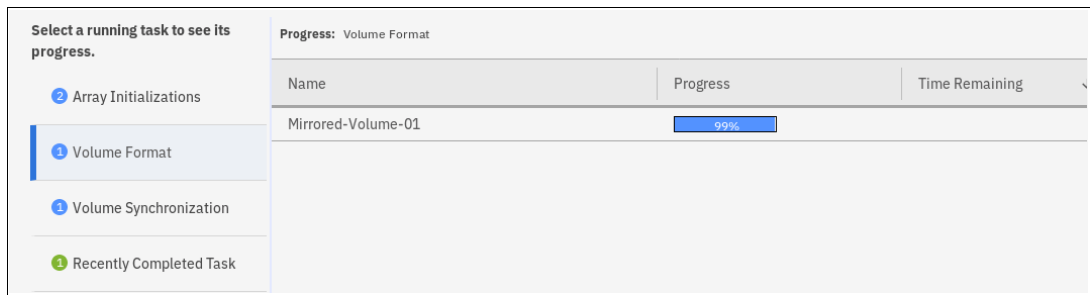 Select a running task to see its
progress.
2 Array Initializations
1 Volume Format
1 Volume Synchronization
1 Recently Completed Task
Progress: Volume Format
Name Progress Time Remaining
Mirrored-Volume-01 99%